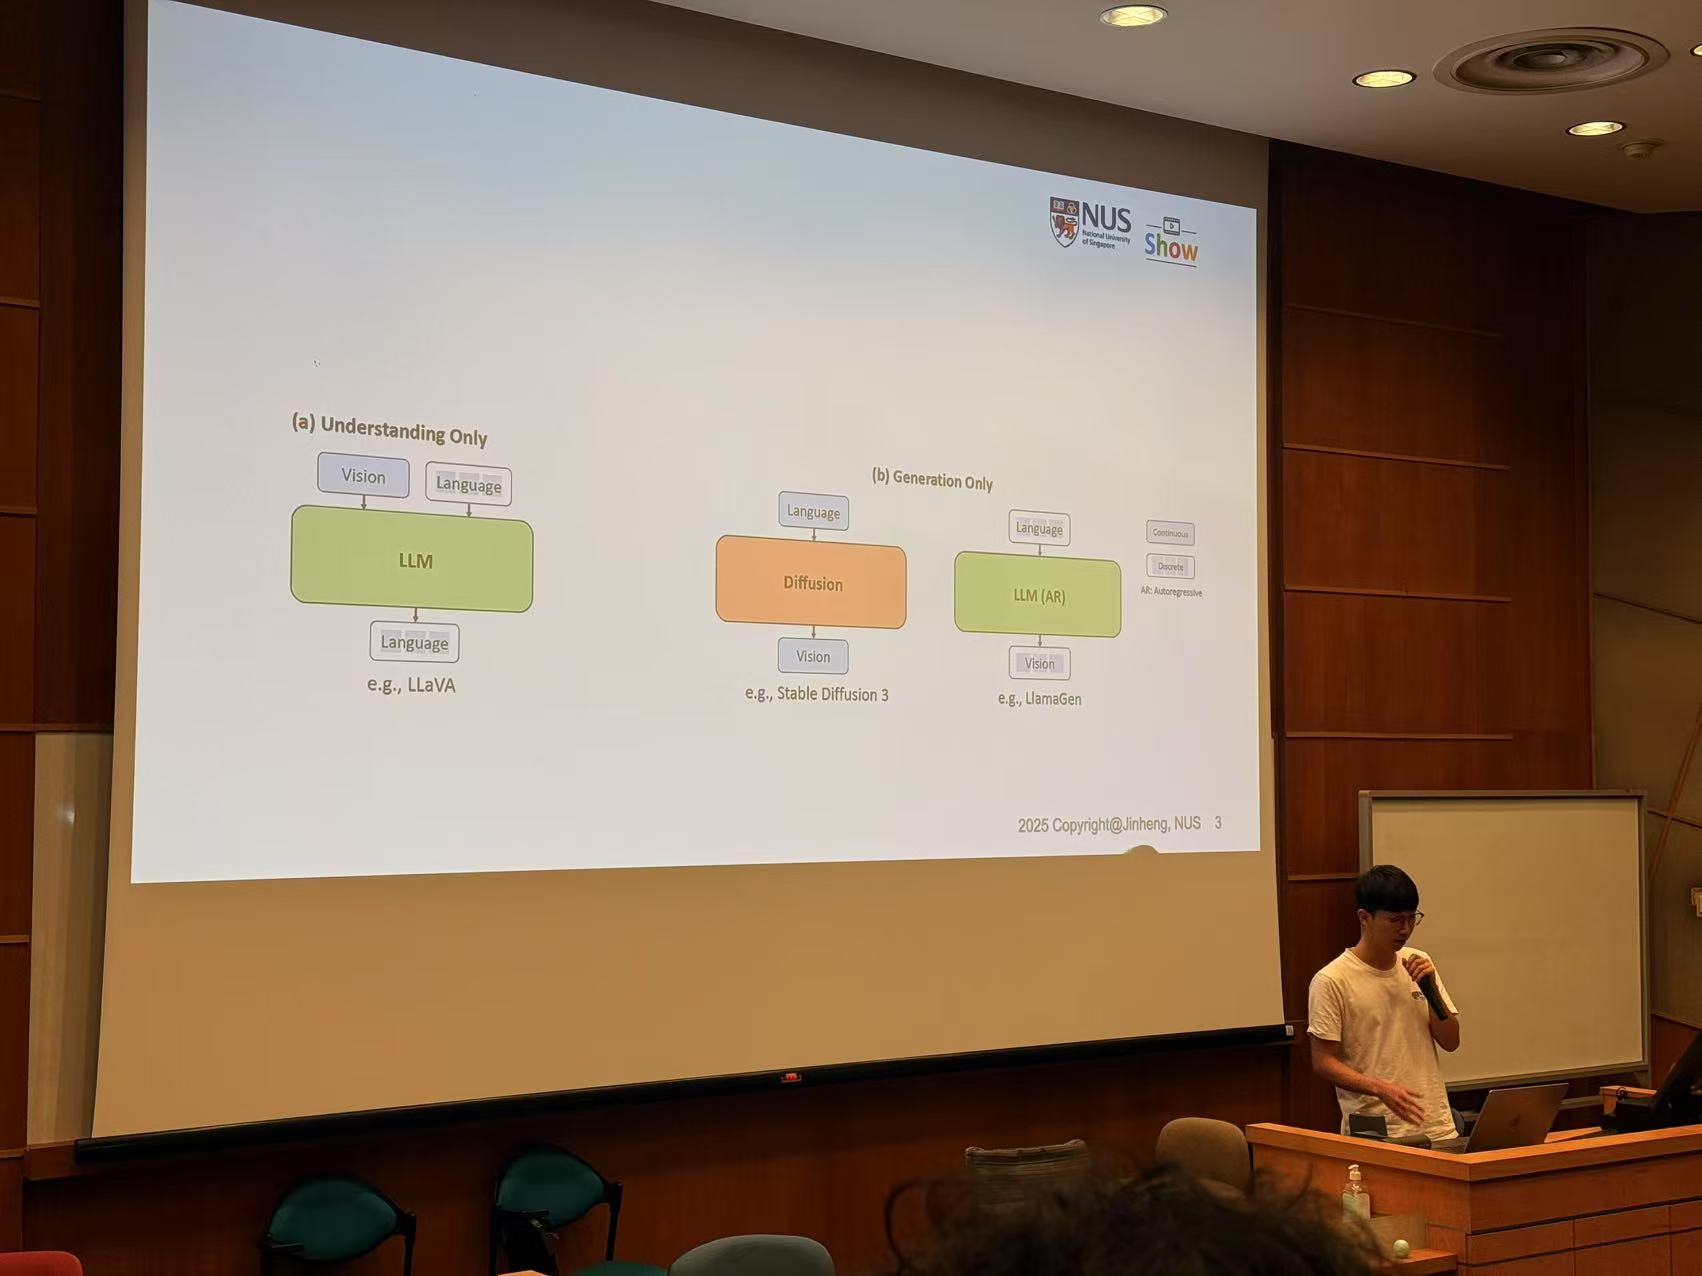 NUS
National University
of Singapore
Show
(a) Understanding Only
Vision
Language
LLM
Language
e.g., LLaVA
(b) Generation Only
Language
Diffusion
Vision
e.g., Stable Diffusion 3
Language
LLM (AR)
Vision
e.g., LlamaGen
Continuous
Discrete
AR: Autoregressive
2025 Copyright@Jinheng, NUS 3